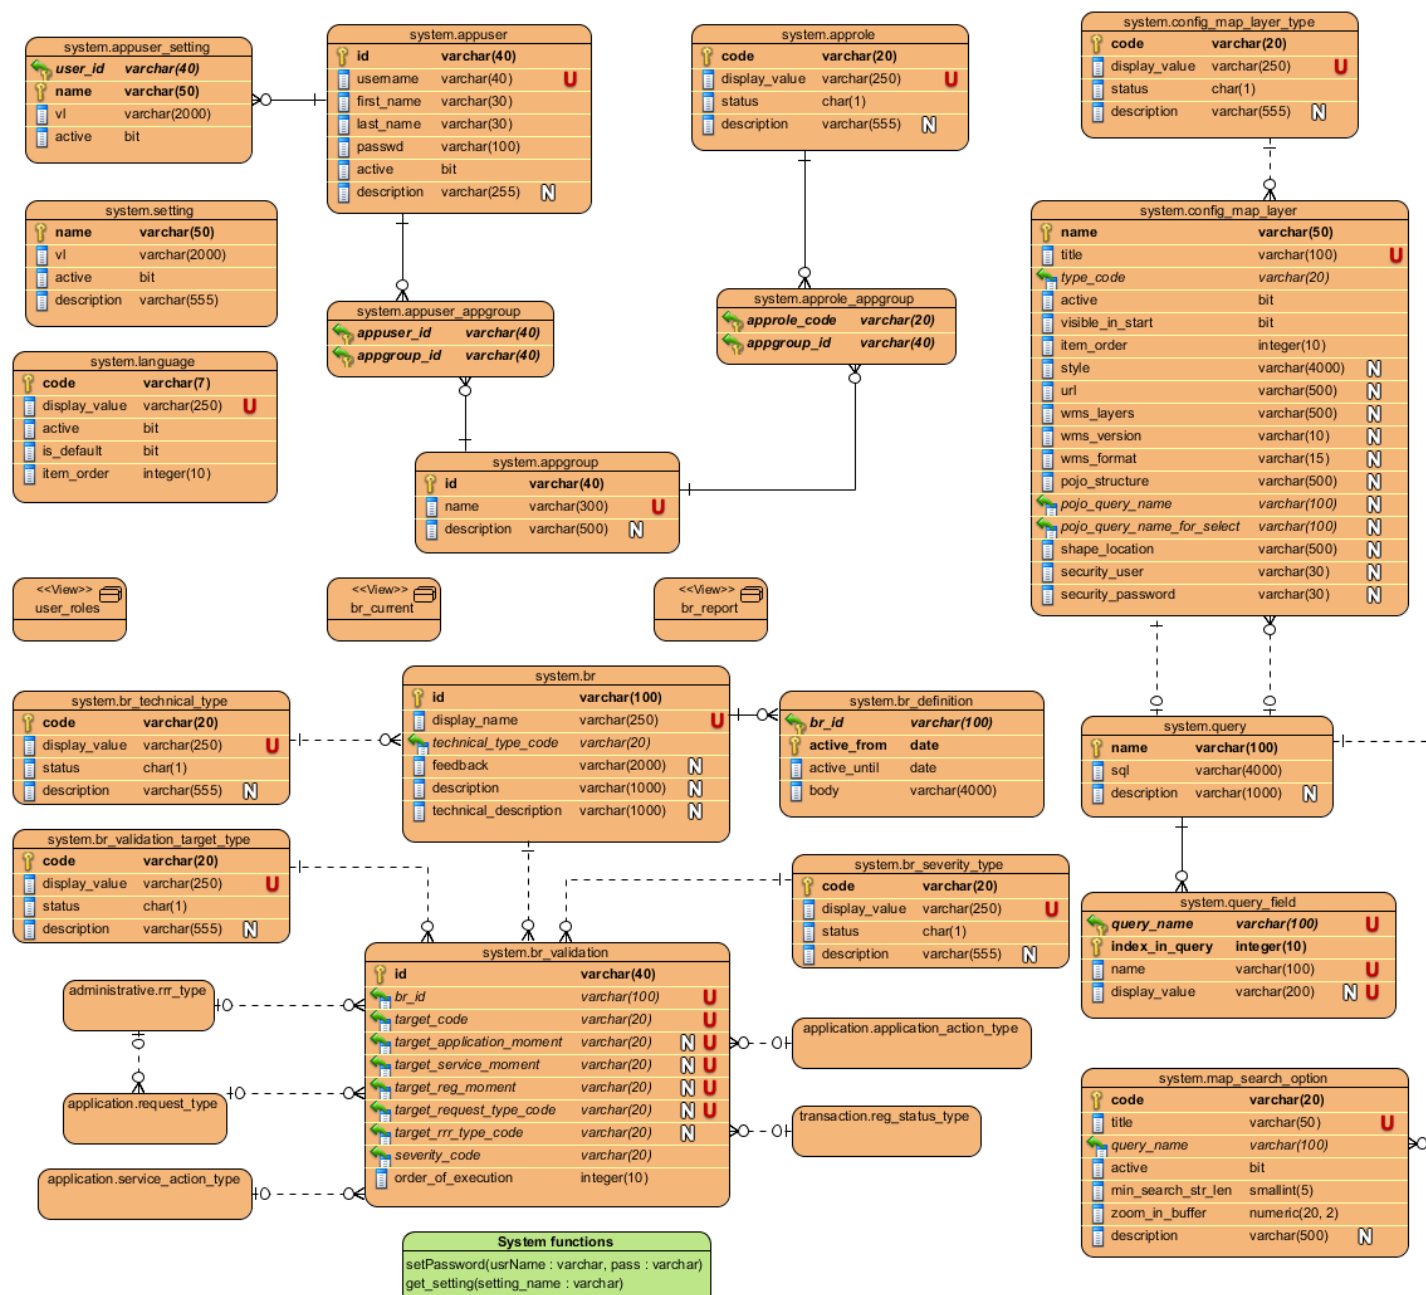 system.appuser_setting
user_id varchar(40)
name varchar(50)
vl varchar(2000)
active bit
system.appuser
id varchar(40)
username varchar(40) U
first_name varchar(30)
last_name varchar(30)
passwd varchar(100)
active bit
description varchar(255) N
system.approle
code varchar(20)
display_value varchar(250) U
status char(1)
description varchar(555) N
system.config_map_layer_type
code varchar(20)
display_value varchar(250) U
status char(1)
description varchar(555) N
system.setting
name varchar(50)
vl varchar(2000)
active bit
description varchar(555)
system.appuser_appgroup
appuser_id varchar(40)
appgroup_id varchar(40)
system.approle_appgroup
approle_code varchar(20)
appgroup_id varchar(40)
system.config_map_layer
name varchar(50)
title varchar(100) U
type_code varchar(20)
active bit
visible_in_start bit
item_order integer(10)
style varchar(4000) N
url varchar(500) N
wms_layers varchar(500) N
wms_version varchar(10) N
wms_format varchar(15) N
pojo_structure varchar(500) N
pojo_query_name varchar(100) N
pojo_query_name_for_select varchar(100) N
shape_location varchar(500) N
security_user varchar(30) N
security_password varchar(30) N
system.language
code varchar(7)
display_value varchar(250) U
active bit
is_default bit
item_order integer(10)
system.appgroup
id varchar(40)
name varchar(300) U
description varchar(500) N
<<View>>
user_roles
<<View>>
br_current
<<View>>
br_report
system.br_technical_type
code varchar(20)
display_value varchar(250) U
status char(1)
description varchar(555) N
system.br
id varchar(100)
display_name varchar(250) U
technical_type_code varchar(20)
feedback varchar(2000) N
description varchar(1000) N
technical_description varchar(1000) N
system.br_definition
br_id varchar(100)
active_from date
active_until date
body varchar(4000)
system.query
name varchar(100)
sql varchar(4000)
description varchar(1000) N
system.br_validation_target_type
code varchar(20)
display_value varchar(250) U
status char(1)
description varchar(555) N
system.br_severity_type
code varchar(20)
display_value varchar(250) U
status char(1)
description varchar(555) N
system.query_field
query_name varchar(100) U
index_in_query integer(10)
name varchar(100) U
display_value varchar(200) N U
system.br_validation
id varchar(40)
br_id varchar(100) U
target_code varchar(20) U
target_application_moment varchar(20) N U
target_service_moment varchar(20) N U
target_reg_moment varchar(20) N U
target_request_type_code varchar(20) N U
target_rrr_type_code varchar(20) N
severity_code varchar(20)
order_of_execution integer(10)
administrative.rrr_type
application.request_type
application.service_action_type
application.application_action_type
transaction.reg_status_type
system.map_search_option
code varchar(20)
title varchar(50) U
query_name varchar(100)
active bit
min_search_str_len smallint(5)
zoom_in_buffer numeric(20, 2)
description varchar(500) N
System functions
setPassword(usrName : varchar, pass : varchar)
get_setting(setting_name : varchar)